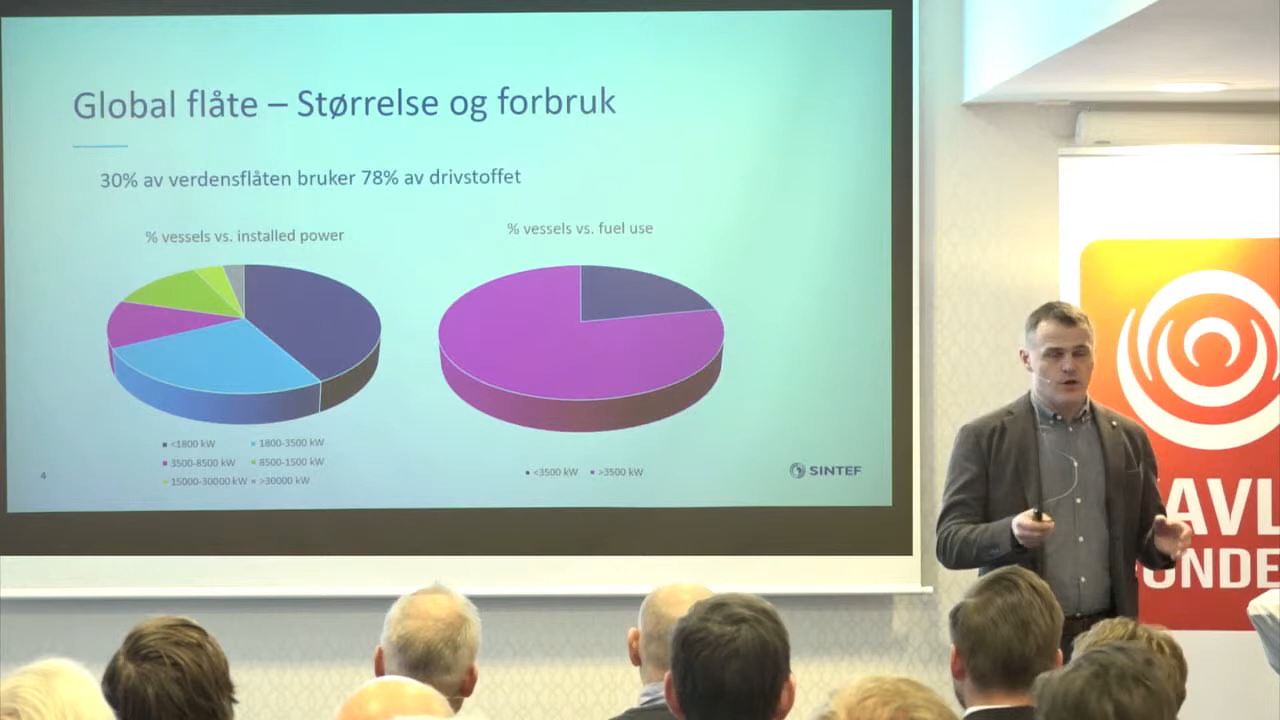 Global flåte – Størrelse og forbruk
30% av verdensflåten bruker 78% av drivstoffet
% vessels vs. installed power
% vessels vs. fuel use
<1800 kW 1800-3500 kW
3500-8500 kW 8500-1500 kW
15000-30000 kW >30000 kW
<3500 kW >3500 kW
4
SINTEF
AVL
UNDE